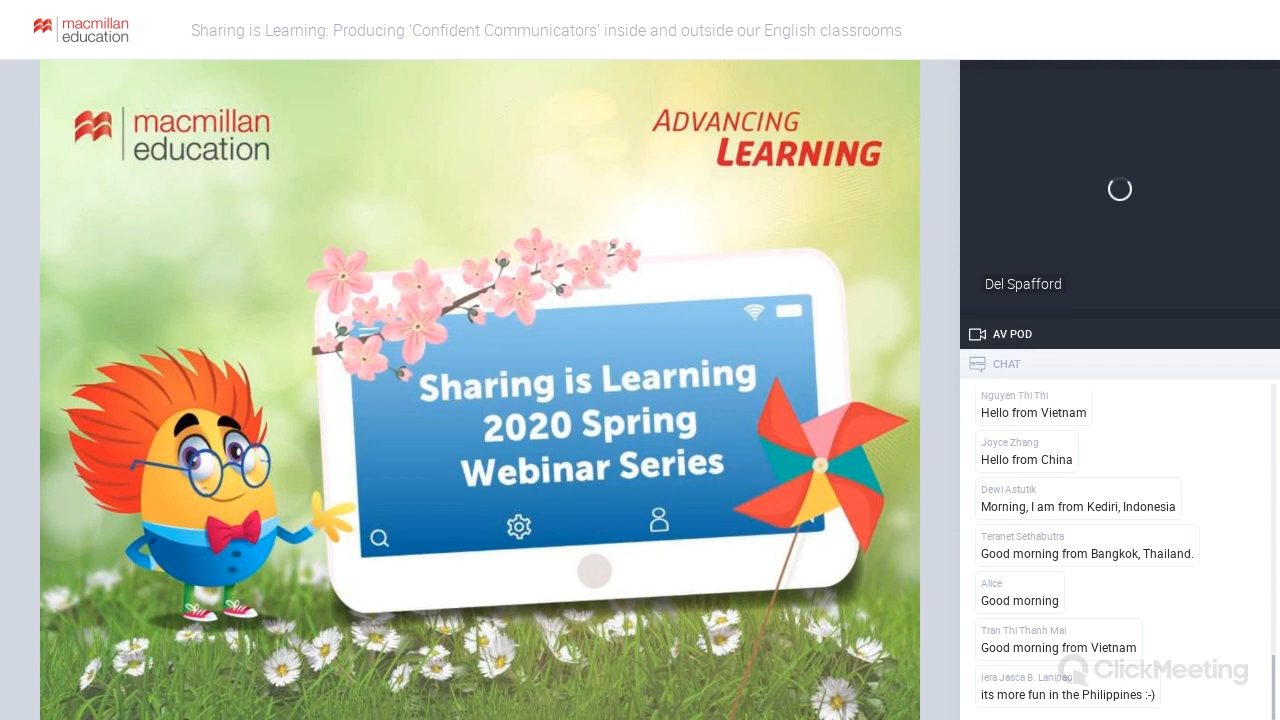 macmillan
education
Sharing is Learning: Producing ‘Confident Communicators’ inside and outside our English classrooms
macmillan
education
ADVANCING
LEARNING
Sharing is Learning
2020 Spring
Webinar Series
Del Spafford
AV POD
CHAT
Nguyen Thi Thi
Hello from Vietnam
Joyce Zhang
Hello from China
Dewi Astutik
Morning, I am from Kediri, Indonesia
Teranet Sethabutra
Good morning from Bangkok, Thailand.
Alice
Good morning
Tran Thi Thanh Mai
Good morning from Vietnam
ClickMeeting
Jasca B. Lanipao
its more fun in the Philippines :-)